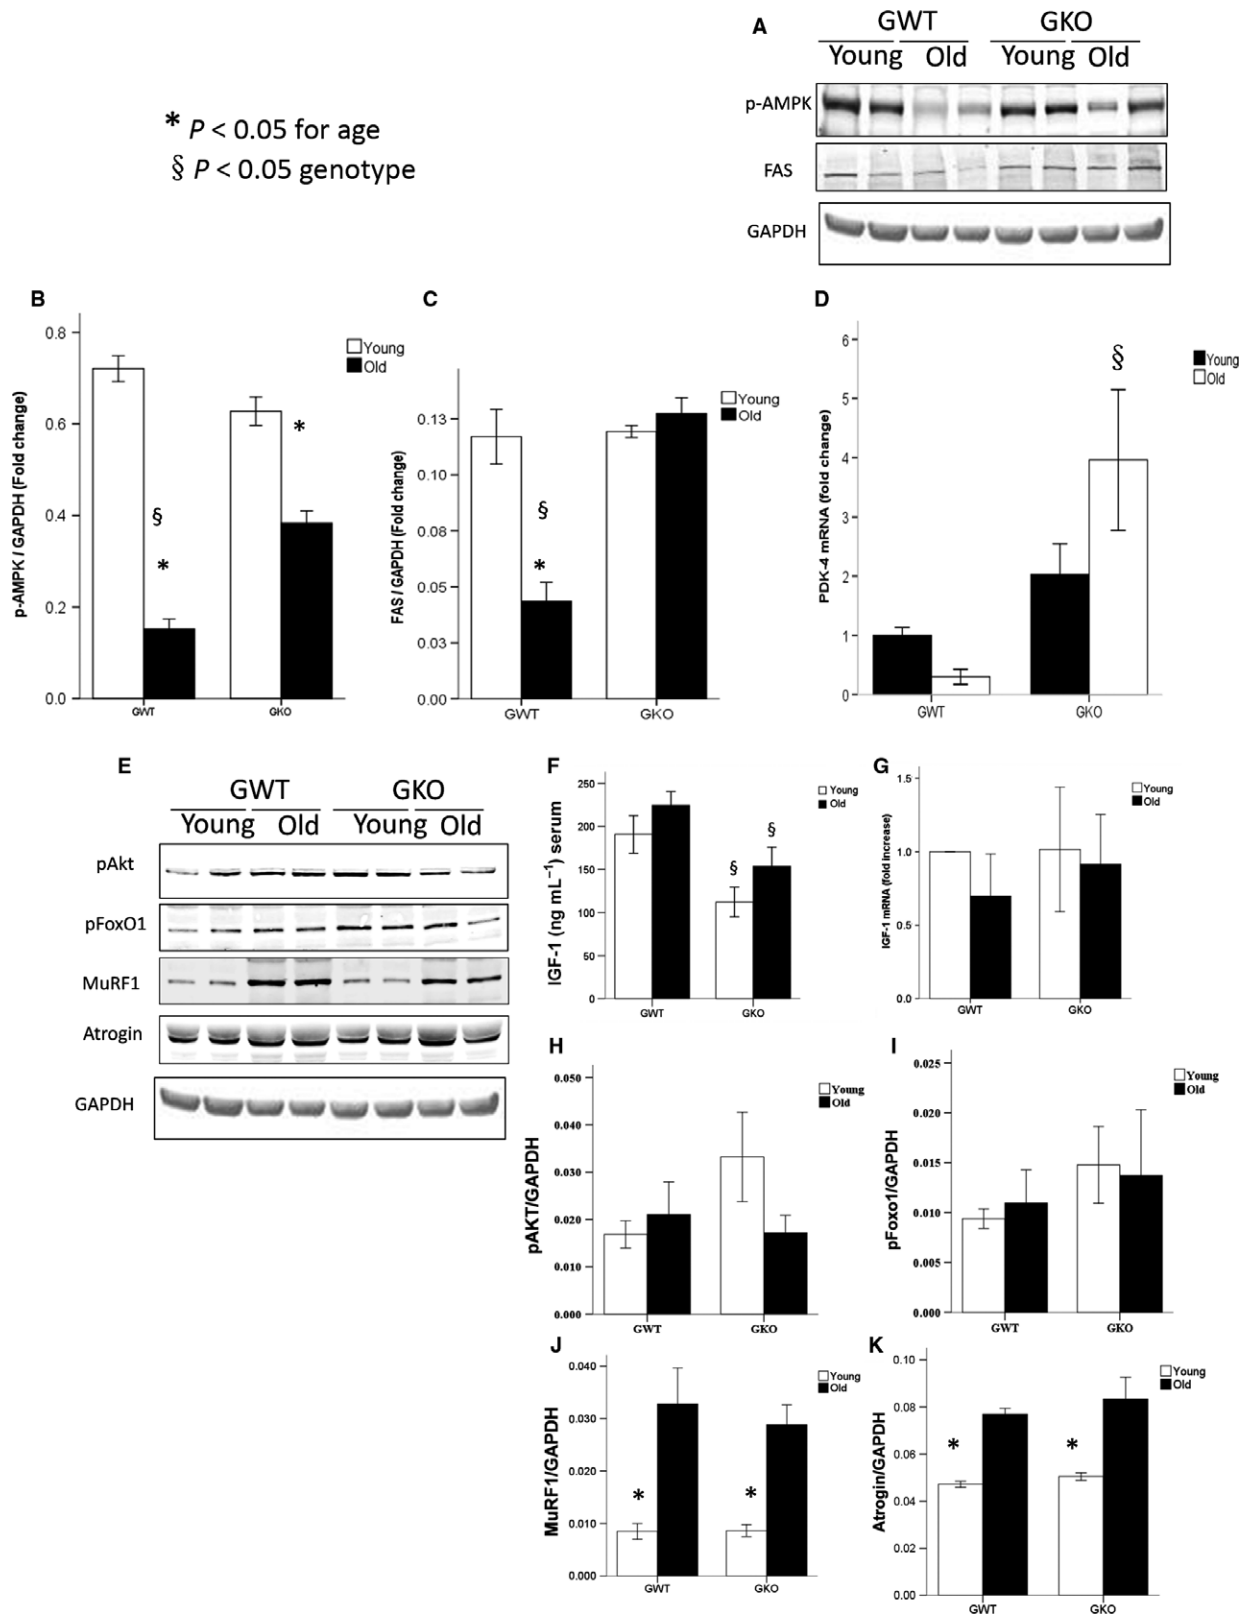 A
GWT GKO
Young Old Young Old
* P < 0.05 for age
§ P < 0.05 genotype
p-AMPK
FAS
GAPDH
B
p-AMPK / GAPDH (Fold change)
0.8
0.6
0.4
0.2
0.0
Young
Old
§
*
*
GWT GKO
C
FAS / GAPDH (Fold change)
0.13
0.10
0.08
0.05
0.03
0.00
Young
Old
§
*
GWT GKO
D
PDK-4 mRNA (fold change)
6
5
4
3
2
1
0
§
Young
Old
GWT GKO
E
GWT GKO
Young Old Young Old
pAkt
pFoxO1
MuRF1
Atrogin
GAPDH
F
IGF-1 (ng mL⁻¹) serum
250
200
150
100
50
0
Young
Old
§ §
GWT GKO
G
IGF-1 mRNA (fold increase)
1.5
1.0
0.5
0.0
Young
Old
GWT GKO
H
pAKT/GAPDH
0.050
0.040
0.030
0.020
0.010
0.000
Young
Old
GWT GKO
I
pFoxo1/GAPDH
0.025
0.020
0.015
0.010
0.005
0.000
Young
Old
GWT GKO
J
MuRF1/GAPDH
0.040
0.030
0.020
0.010
0.000
Young
Old
* *
GWT GKO
K
Atrogin/GAPDH
0.10
0.08
0.06
0.04
0.02
0.00
Young
Old
* *
GWT GKO